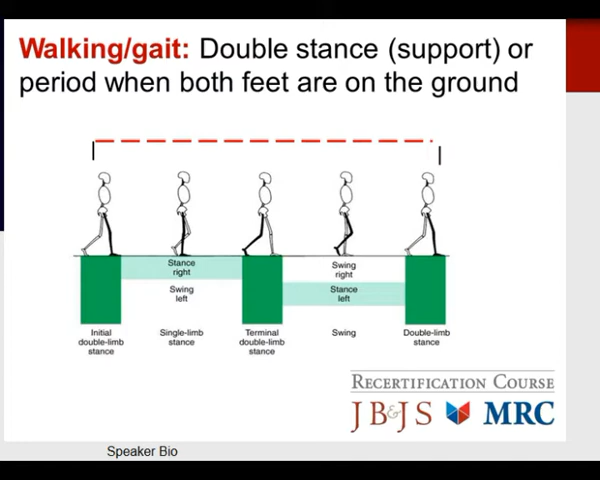 Walking/gait: Double stance (support) or
period when both feet are on the ground
Stance
right
Swing
left
Swing
right
Stance
left
Initial
double-limb
stance
Single-limb
stance
Terminal
double-limb
stance
Swing
Double-limb
stance
RECERTIFICATION COURSE
JB&JS MRC
Speaker Bio